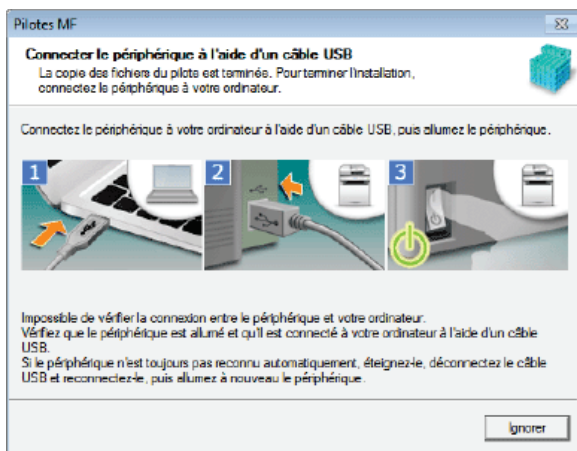 Pilotes MF
Connecter le périphérique à l'aide d'un câble USB
La copie des fichiers du pilote est terminée. Pour terminer l'installation,
connectez le périphérique à votre ordinateur.
Connectez le périphérique à votre ordinateur à l'aide d'un câble USB, puis allumez le périphérique.
1
2
3
Impossible de vérifier la connexion entre le périphérique et votre ordinateur.
Vérifiez que le périphérique est allumé et qu'il est connecté à votre ordinateur à l'aide d'un câble
USB.
Si le périphérique n'est toujours pas reconnu automatiquement, éteignez-le, déconnectez le câble
USB et reconnectez-le, puis allumez à nouveau le périphérique.
Ignorer